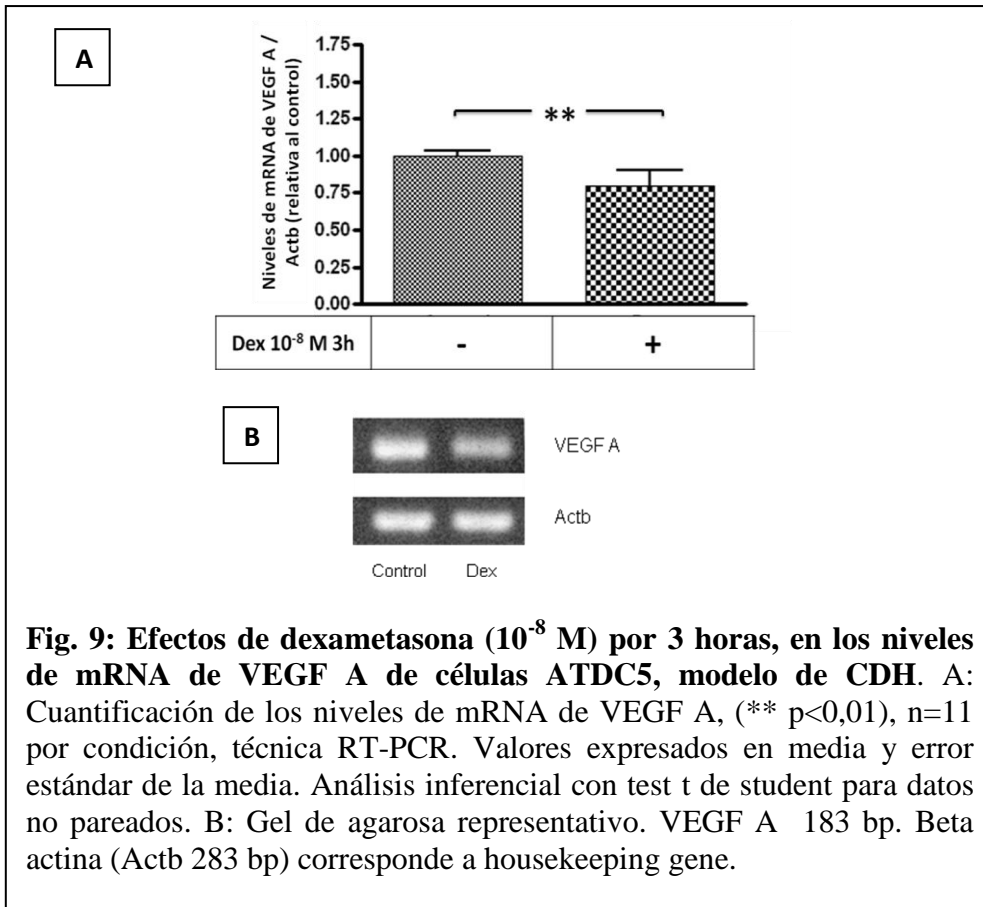 A
Niveles de mRNA de VEGF A /
Actb (relativa al control)
1.75
1.50
1.25
1.00
0.75
0.50
0.25
0.00
**
Dex 10⁻⁸ M 3h - +
B
VEGF A
Actb
Control Dex
Fig. 9: Efectos de dexametasona (10⁻⁸ M) por 3 horas, en los niveles
de mRNA de VEGF A de células ATDC5, modelo de CDH. A:
Cuantificación de los niveles de mRNA de VEGF A, (** p<0,01), n=11
por condición, técnica RT-PCR. Valores expresados en media y error
estándar de la media. Análisis inferencial con test t de student para datos
no pareados. B: Gel de agarosa representativo. VEGF A 183 bp. Beta
actina (Actb 283 bp) corresponde a housekeeping gene.